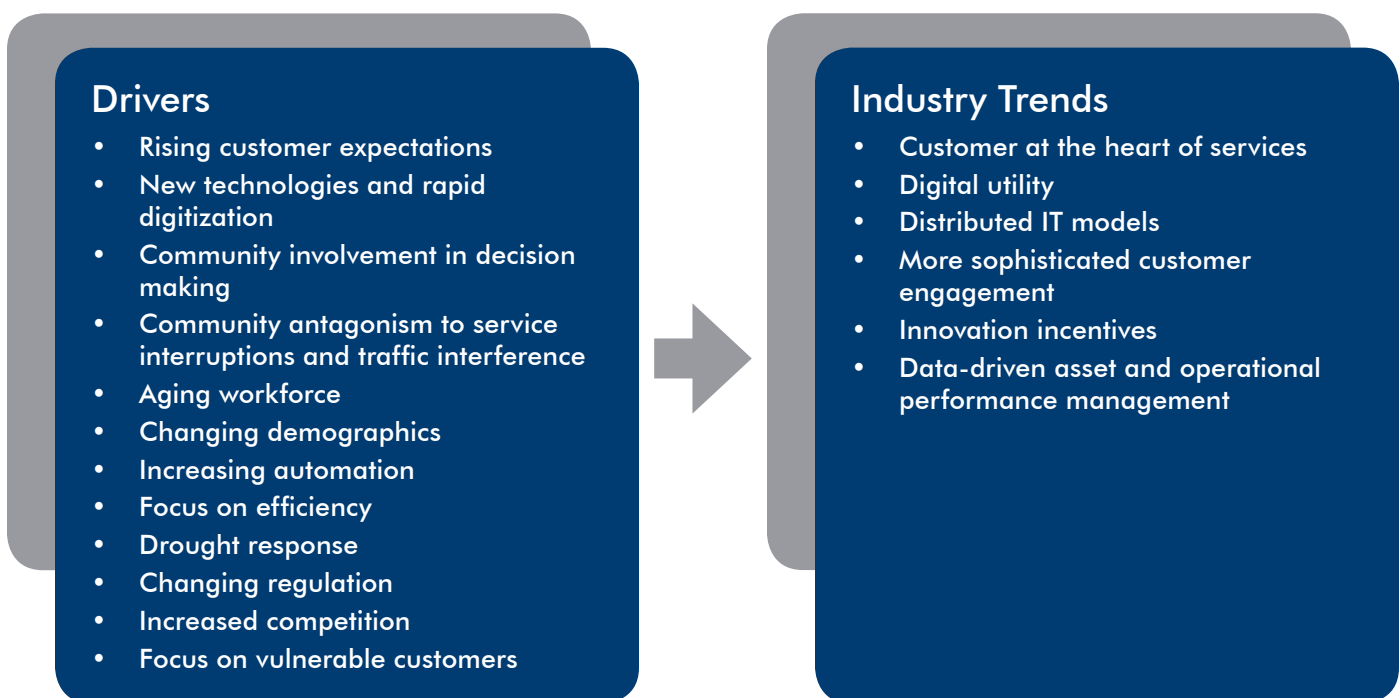 Drivers
• Rising customer expectations
• New technologies and rapid
digitization
• Community involvement in decision
making
• Community antagonism to service
interruptions and traffic interference
• Aging workforce
• Changing demographics
• Increasing automation
• Focus on efficiency
• Drought response
• Changing regulation
• Increased competition
• Focus on vulnerable customers
Industry Trends
• Customer at the heart of services
• Digital utility
• Distributed IT models
• More sophisticated customer
engagement
• Innovation incentives
• Data-driven asset and operational
performance management